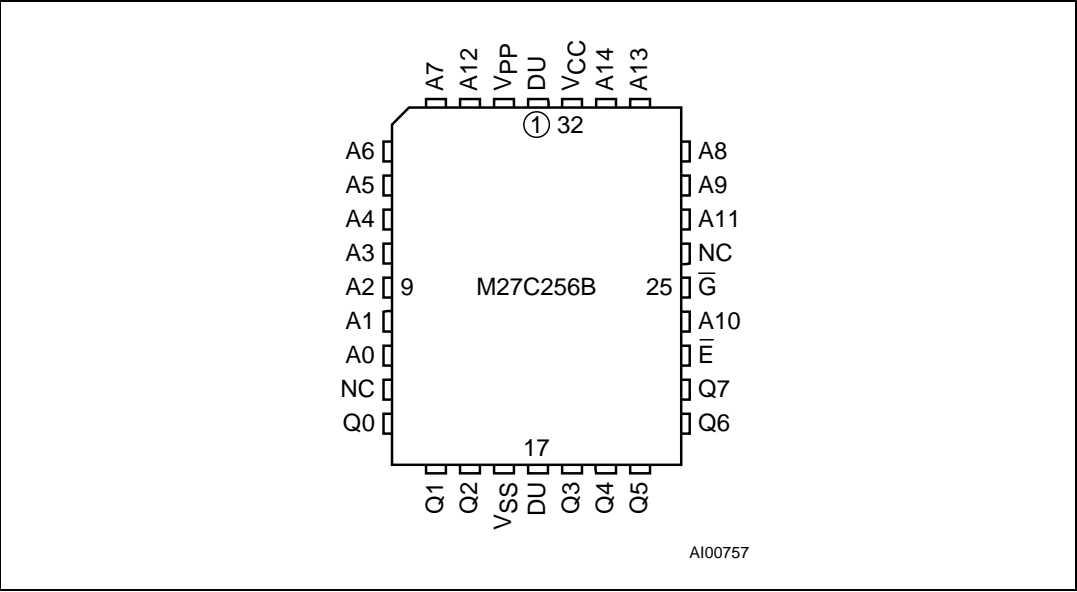 A7 A12 VPP DU VCC A14 A13
1 32
A6 A8
A5 A9
A4 A11
A3 NC
A2 9 M27C256B 25 G̅
A1 A10
A0 E̅
NC Q7
Q0 Q6
17
Q1 Q2 VSS DU Q3 Q4 Q5
AI00757